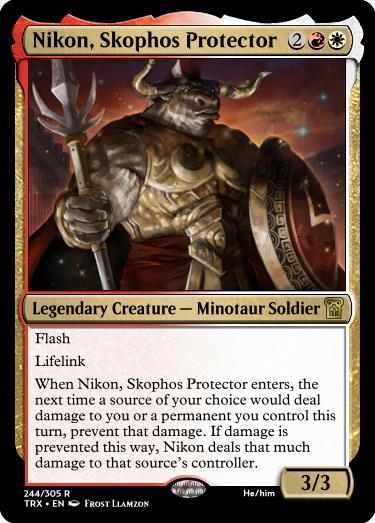 Nikon, Skophos Protector 2
Legendary Creature — Minotaur Soldier
Flash
Lifelink
When Nikon, Skophos Protector enters, the
next time a source of your choice would deal
damage to you or a permanent you control this
turn, prevent that damage. If damage is
prevented this way, Nikon deals that much
damage to that source's controller.
3/3
244/305 R
He/him
TRX • EN Frost Llamzon